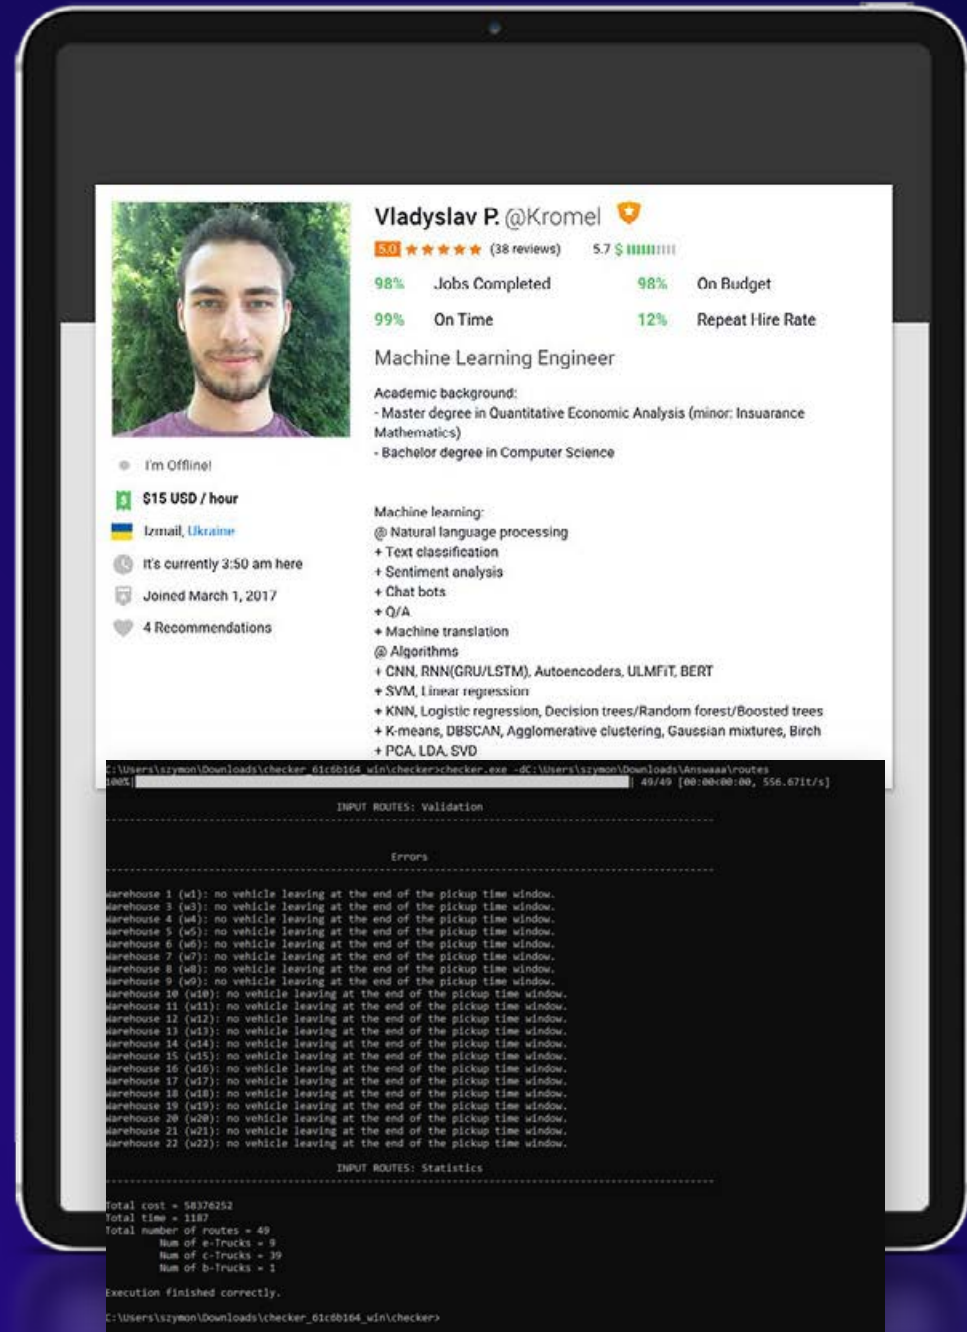 Vladyslav P. @Kromel
5.0 (38 reviews) 5.7 $
98% Jobs Completed 98% On Budget
99% On Time 12% Repeat Hire Rate
Machine Learning Engineer
Academic background:
- Master degree in Quantitative Economic Analysis (minor: Insuarance
Mathematics)
- Bachelor degree in Computer Science
I'm Offline!
$15 USD / hour
Izmail, Ukraine
It's currently 3:50 am here
Joined March 1, 2017
4 Recommendations
Machine learning:
@ Natural language processing
+ Text classification
+ Sentiment analysis
+ Chat bots
+ Q/A
+ Machine translation
@ Algorithms
+ CNN, RNN(GRU/LSTM), Autoencoders, ULMFiT, BERT
+ SVM, Linear regression
+ KNN, Logistic regression, Decision trees/Random forest/Boosted trees
+ K-means, DBSCAN, Agglomerative clustering, Gaussian mixtures, Birch
+ PCA, LDA, SVD
C:\Users\szymon\Downloads\checker_61c6b164_win\checker>checker.exe -dC:\Users\szymon\Downloads\Answaaa\routes
100%| | 49/49 [00:00<00:00, 556.67it/s]
INPUT ROUTES: Validation
Errors
Warehouse 1 (w1): no vehicle leaving at the end of the pickup time window.
Warehouse 3 (w3): no vehicle leaving at the end of the pickup time window.
Warehouse 4 (w4): no vehicle leaving at the end of the pickup time window.
Warehouse 5 (w5): no vehicle leaving at the end of the pickup time window.
Warehouse 6 (w6): no vehicle leaving at the end of the pickup time window.
Warehouse 7 (w7): no vehicle leaving at the end of the pickup time window.
Warehouse 8 (w8): no vehicle leaving at the end of the pickup time window.
Warehouse 9 (w9): no vehicle leaving at the end of the pickup time window.
Warehouse 10 (w10): no vehicle leaving at the end of the pickup time window.
Warehouse 11 (w11): no vehicle leaving at the end of the pickup time window.
Warehouse 12 (w12): no vehicle leaving at the end of the pickup time window.
Warehouse 13 (w13): no vehicle leaving at the end of the pickup time window.
Warehouse 14 (w14): no vehicle leaving at the end of the pickup time window.
Warehouse 15 (w15): no vehicle leaving at the end of the pickup time window.
Warehouse 16 (w16): no vehicle leaving at the end of the pickup time window.
Warehouse 17 (w17): no vehicle leaving at the end of the pickup time window.
Warehouse 18 (w18): no vehicle leaving at the end of the pickup time window.
Warehouse 19 (w19): no vehicle leaving at the end of the pickup time window.
Warehouse 20 (w20): no vehicle leaving at the end of the pickup time window.
Warehouse 21 (w21): no vehicle leaving at the end of the pickup time window.
Warehouse 22 (w22): no vehicle leaving at the end of the pickup time window.
INPUT ROUTES: Statistics
Total cost = 58376252
Total time = 1187
Total number of routes = 49
Num of e-Trucks = 9
Num of c-Trucks = 39
Num of b-Trucks = 1
Execution finished correctly.
C:\Users\szymon\Downloads\checker_61c6b164_win\checker>